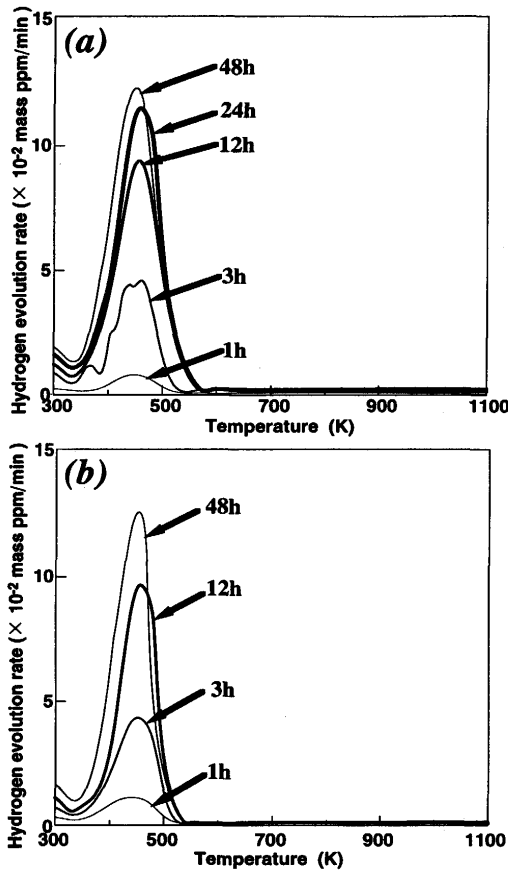 (a)
15
10
5
0
Hydrogen evolution rate (× 10-2 mass ppm/min )
48h
24h
12h
3h
1h
300 500 700 900 1100
Temperature (K)
(b)
15
10
5
0
Hydrogen evolution rate (× 10-2 mass ppm/min )
48h
12h
3h
1h
300 500 700 900 1100
Temperature (K)